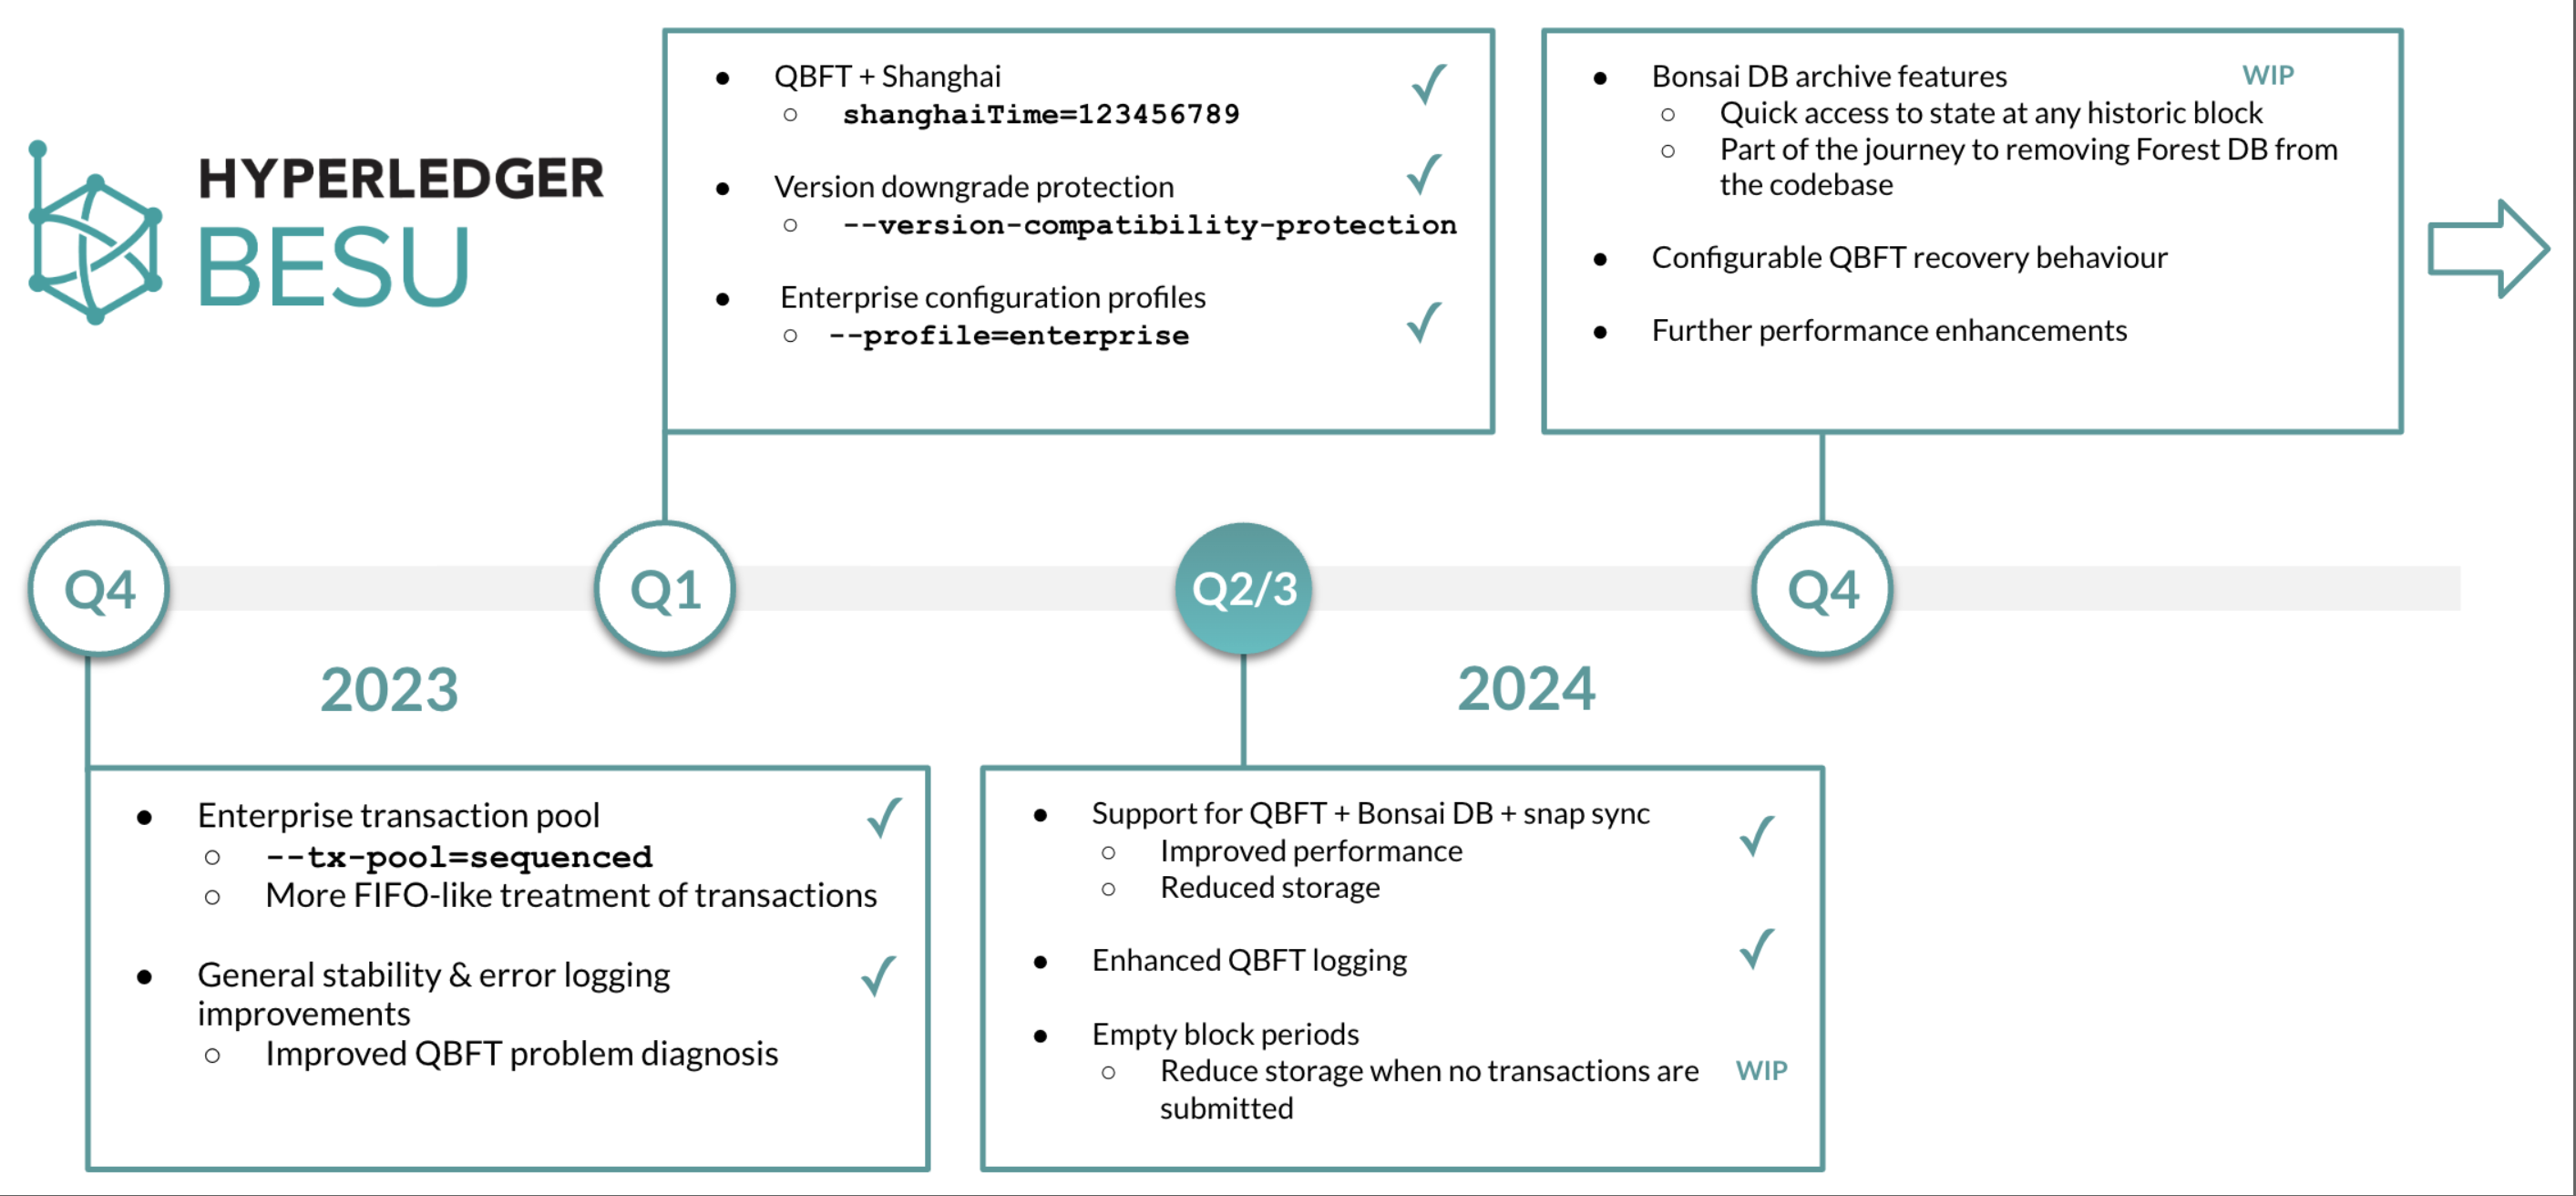 HYPERLEDGER
BESU
● QBFT + Shanghai ✓
○ shanghaiTime=123456789
● Version downgrade protection ✓
○ --version-compatibility-protection
● Enterprise configuration profiles ✓
○ --profile=enterprise
● Bonsai DB archive features WIP
○ Quick access to state at any historic block
○ Part of the journey to removing Forest DB from
the codebase
● Configurable QBFT recovery behaviour
● Further performance enhancements
Q4
Q1
Q2/3
Q4
2023
2024
● Enterprise transaction pool ✓
○ --tx-pool=sequenced
○ More FIFO-like treatment of transactions
● General stability & error logging ✓
improvements
○ Improved QBFT problem diagnosis
● Support for QBFT + Bonsai DB + snap sync ✓
○ Improved performance
○ Reduced storage
● Enhanced QBFT logging ✓
● Empty block periods
○ Reduce storage when no transactions are WIP
submitted